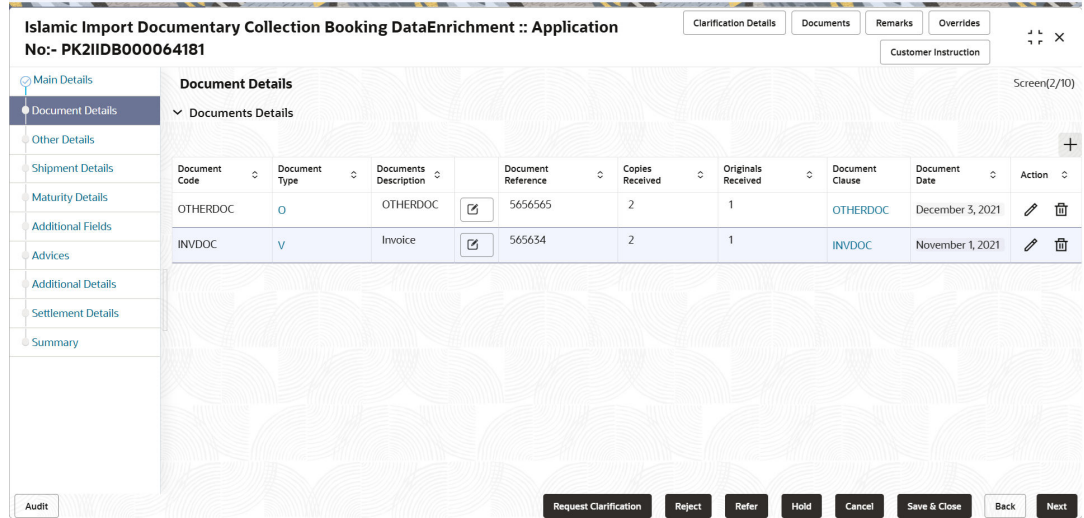 Islamic Import Documentary Collection Booking DataEnrichment :: Application
No:- PK2IIDB000064181
Clarification Details Documents Remarks Overrides
Customer Instruction
Main Details
Document Details
Other Details
Shipment Details
Maturity Details
Additional Fields
Advices
Additional Details
Settlement Details
Summary
Document Details Screen(2/10)
Documents Details
Document Code Document Type Documents Description Document Reference Copies Received Originals Received Document Clause Document Date Action
OTHERDOC O OTHERDOC 5656565 2 1 OTHERDOC December 3, 2021
INVDOC V Invoice 565634 2 1 INVDOC November 1, 2021
Audit Request Clarification Reject Refer Hold Cancel Save & Close Back Next